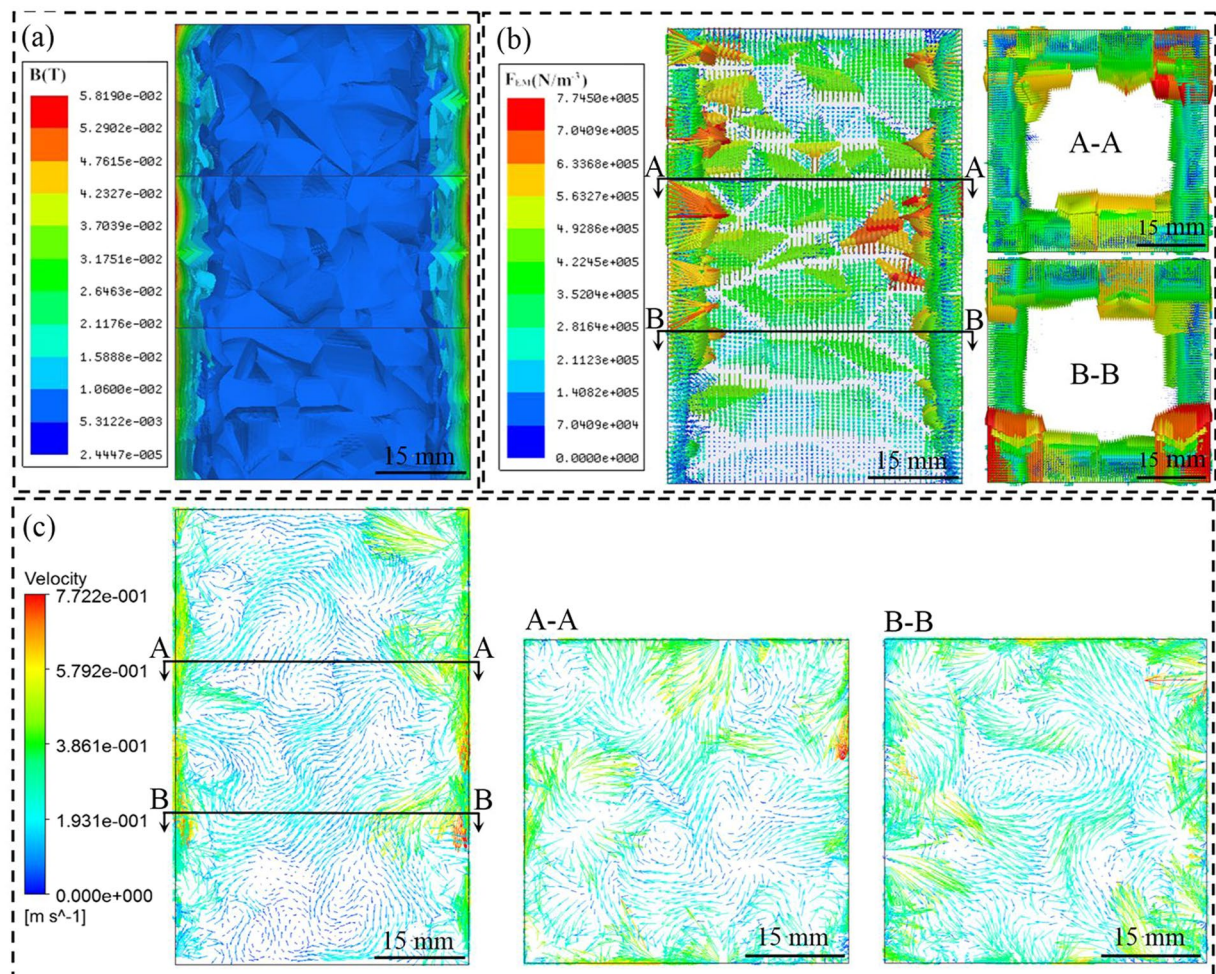 (a)
B(T)
5.8190e-002
5.2902e-002
4.7615e-002
4.2327e-002
3.7039e-002
3.1751e-002
2.6463e-002
2.1176e-002
1.5888e-002
1.0600e-002
5.3122e-003
2.4447e-005
15 mm
(b)
FEM(N/m-3)
7.7450e+005
7.0409e+005
6.3368e+005
5.6327e+005
4.9286e+005
4.2245e+005
3.5204e+005
2.8164e+005
2.1123e+005
1.4082e+005
7.0409e+004
0.0000e+000
A A
B B
15 mm
A-A
15 mm
B-B
15 mm
(c)
Velocity
7.722e-001
5.792e-001
3.861e-001
1.931e-001
0.000e+000
[m s^-1]
A A
B B
15 mm
A-A
15 mm
B-B
15 mm